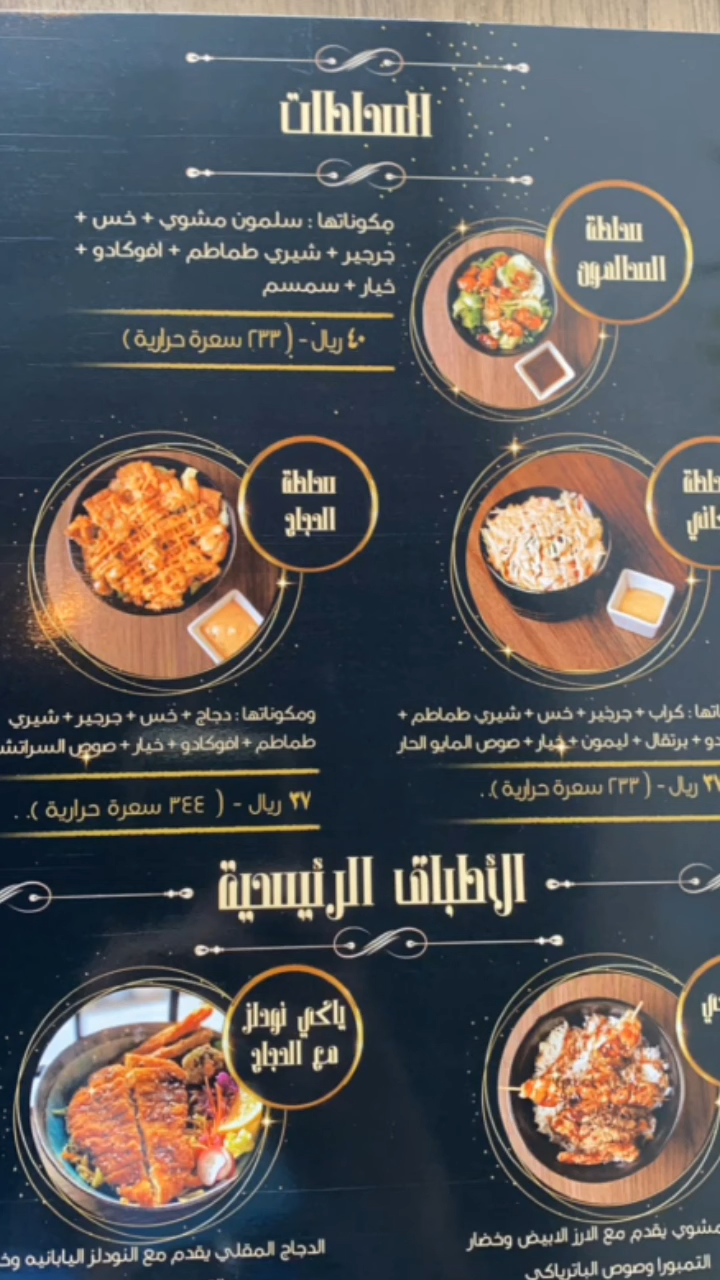 السلطات
سلطة
السالمون
مكوناتها : سلمون مشوي + خس +
جرجير + شيري طماطم + افوكادو +
خيار + سمسم
٤٠ ريال - ( ٢٣٣ سعرة حرارية )
سلطة
الدجاج
كراب + جرجير + خس + شيري طماطم +
+ برتقال + ليمون + خيار + صوص المايو الحار
ريال - ( ٢٣٣ سعرة حرارية )..
ومكوناتها : دجاج + خس + جرجير + شيري
طماطم + افوكادو + خيار + صوص
٣٧ ريال - ( ٣٤٤ سعرة حرارية )..
الأطباق الرئيسية
ياكي نودلز
مع الدجاج
مشوي يقدم مع الارز الابيض وخضار
التمبورا وصوص الياترياكي
الدجاج المقلي يقدم مع النودلز اليابانيه